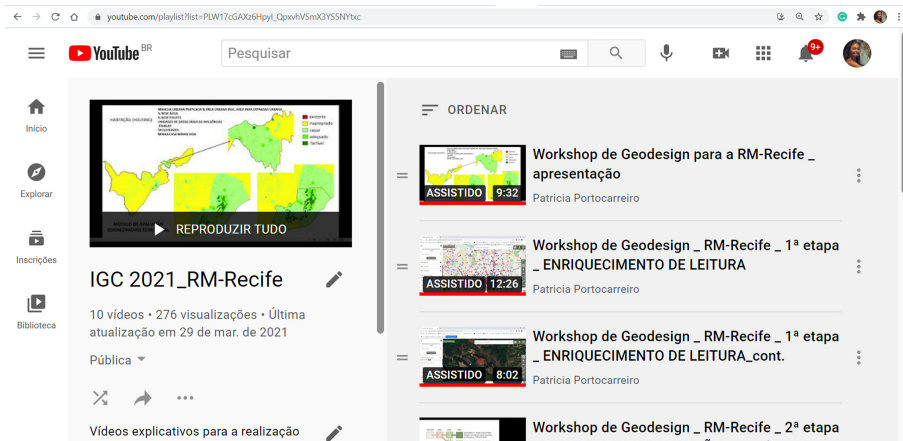 youtube.com/playlist?list=PLW17cGAXz6HpyI_QpxvhVSmX3YS5NYtxc
YouTube BR
Pesquisar
9+
Início
Explorar
Inscrições
Biblioteca
HABITAÇÃO (HOUSING)
REPRODUZIR TUDO
IGC 2021_RM-Recife
10 vídeos • 276 visualizações • Última
atualização em 29 de mar. de 2021
Pública
Vídeos explicativos para a realização
ORDENAR
ASSISTIDO 9:32
Workshop de Geodesign para a RM-Recife _
apresentação
Patricia Portocarreiro
ASSISTIDO 12:26
Workshop de Geodesign _ RM-Recife _ 1ª etapa
_ ENRIQUECIMENTO DE LEITURA
Patricia Portocarreiro
ASSISTIDO 8:02
Workshop de Geodesign _ RM-Recife _ 1ª etapa
_ ENRIQUECIMENTO DE LEITURA_cont.
Patricia Portocarreiro
Workshop de Geodesign _ RM-Recife _ 2ª etapa